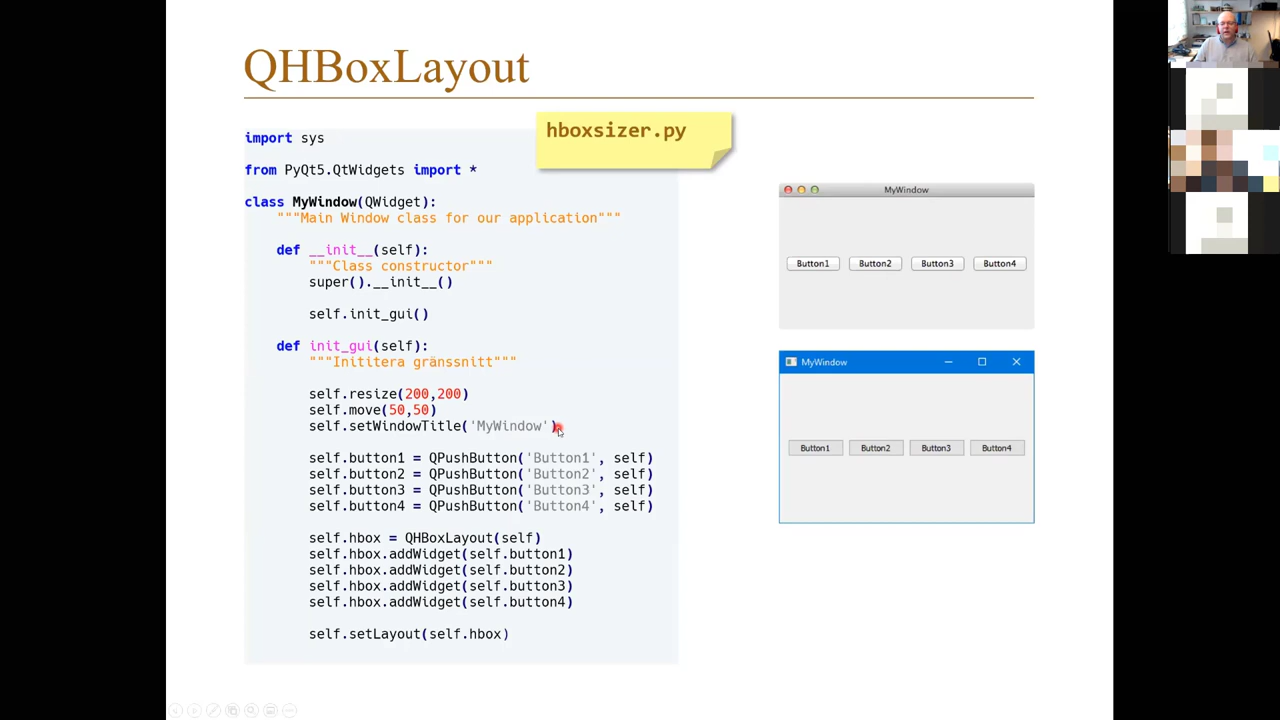 QHBoxLayout
hboxsizer.py
import sys
from PyQt5.QtWidgets import *
class MyWindow(QWidget):
"""Main Window class for our application"""
def __init__(self):
"""Class constructor"""
super().__init__()
self.init_gui()
def init_gui(self):
"""Inititera gränssnitt"""
self.resize(200,200)
self.move(50,50)
self.setWindowTitle('MyWindow')
self.button1 = QPushButton('Button1', self)
self.button2 = QPushButton('Button2', self)
self.button3 = QPushButton('Button3', self)
self.button4 = QPushButton('Button4', self)
self.hbox = QHBoxLayout(self)
self.hbox.addWidget(self.button1)
self.hbox.addWidget(self.button2)
self.hbox.addWidget(self.button3)
self.hbox.addWidget(self.button4)
self.setLayout(self.hbox)
MyWindow
Button1 Button2 Button3 Button4
MyWindow
Button1 Button2 Button3 Button4